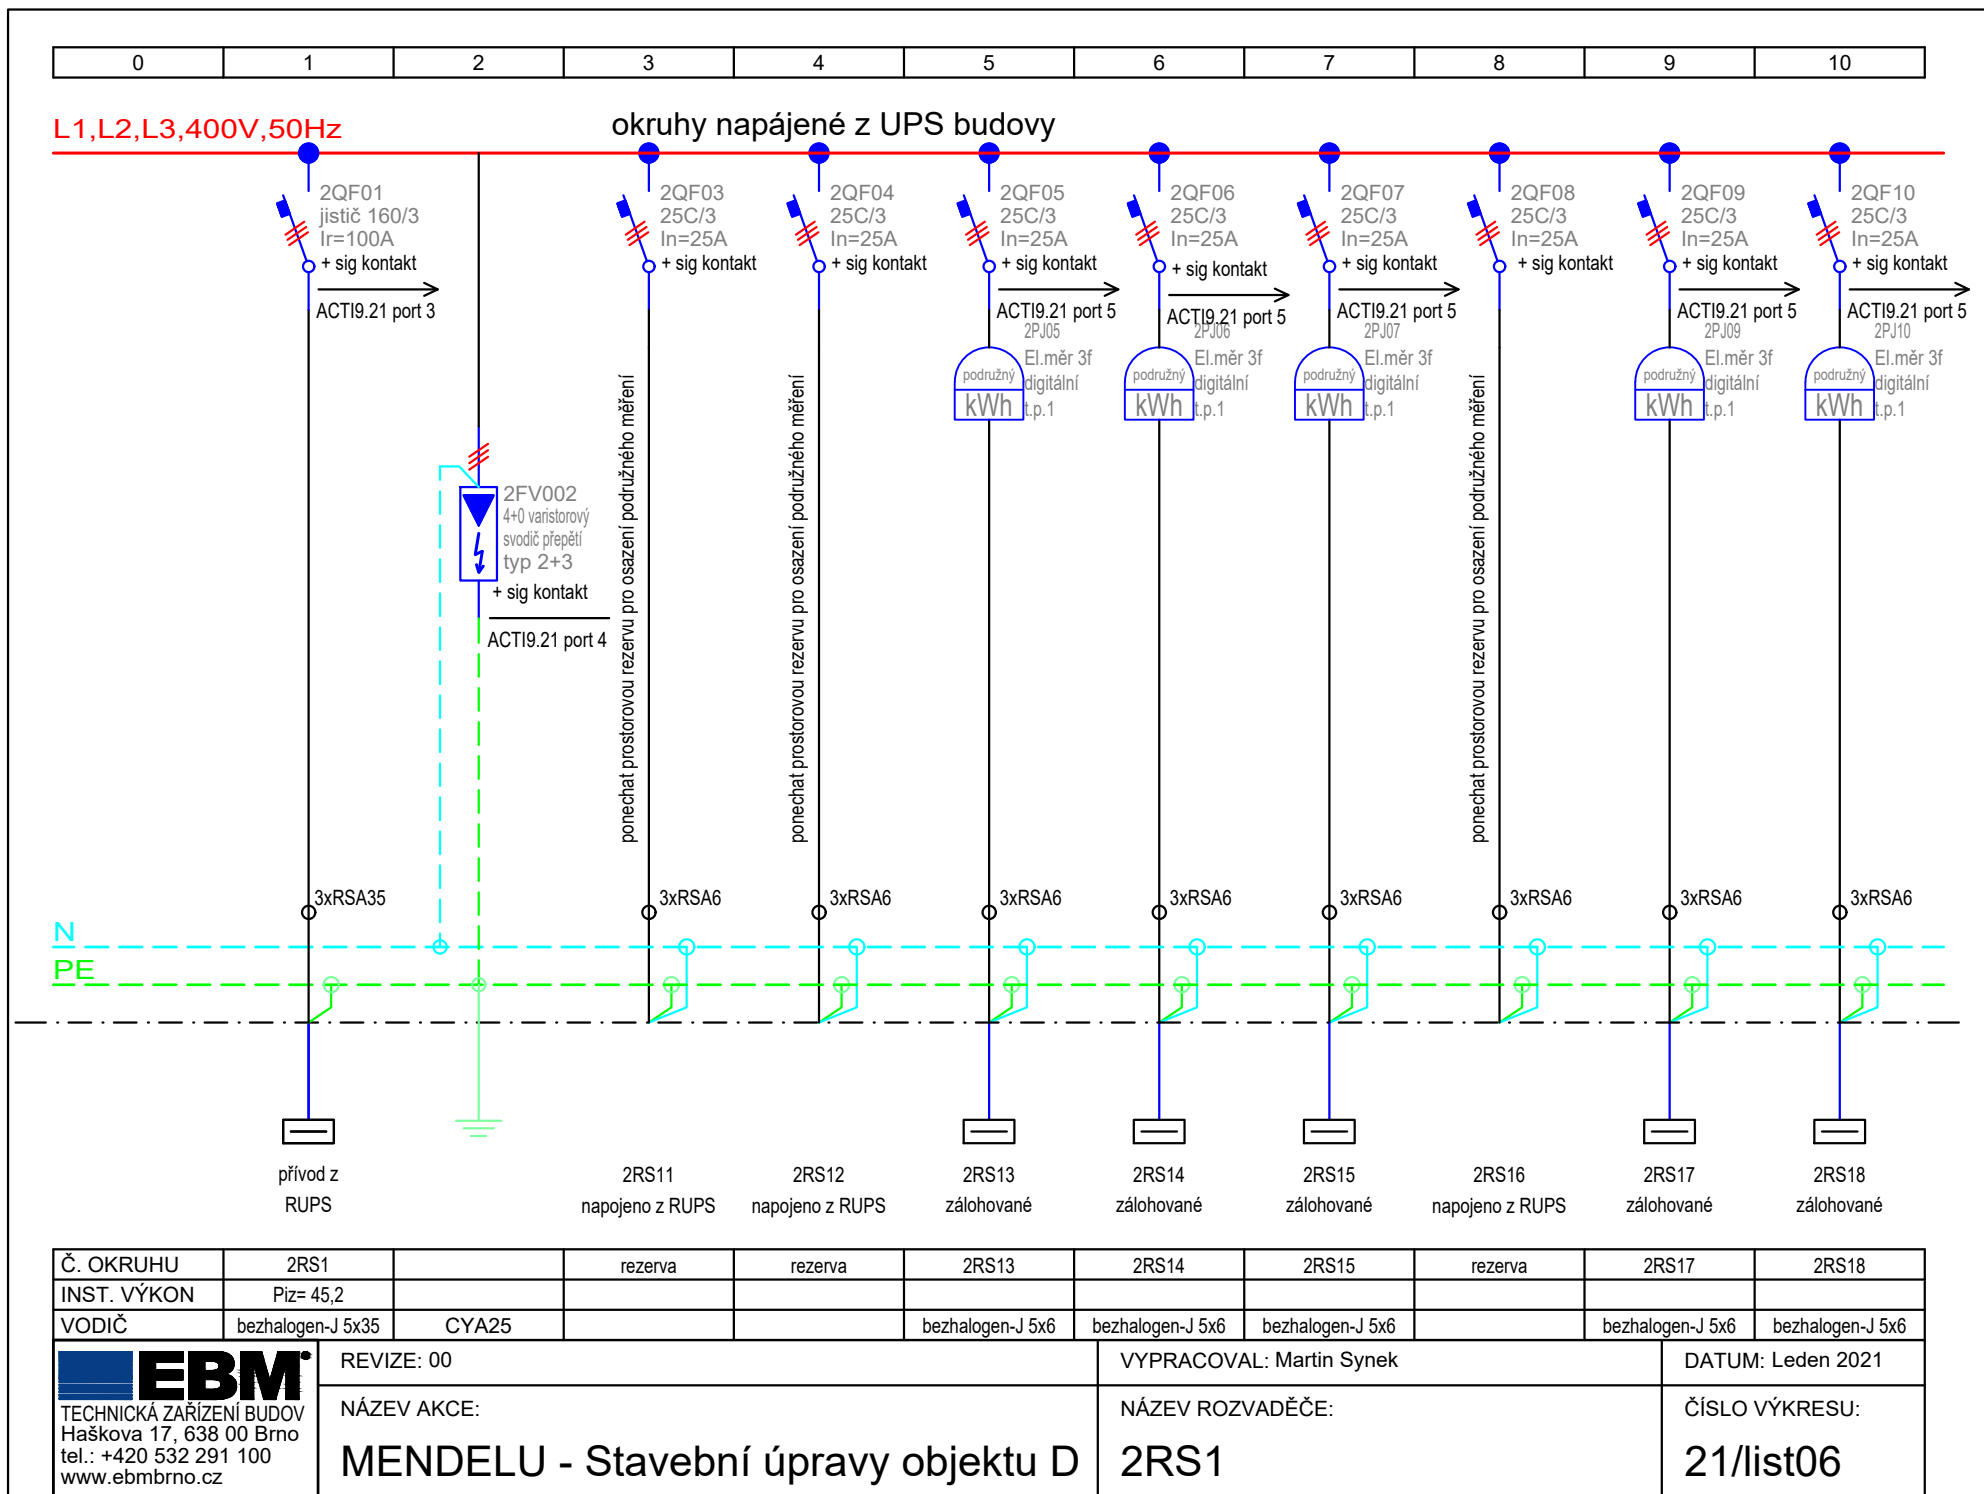 0 1 2 3 4 5 6 7 8 9 10
L1,L2,L3,400V,50Hz
okruhy napájené z UPS budovy
2QF01
jistič 160/3
Ir=100A
+ sig kontakt
ACTI9.21 port 3
2FV002
4+0 varistorový
svodič přepětí
typ 2+3
+ sig kontakt
ACTI9.21 port 4
2QF03
25C/3
In=25A
+ sig kontakt
ponechat prostorovou rezervu pro osazení podružného měření
2QF04
25C/3
In=25A
+ sig kontakt
ponechat prostorovou rezervu pro osazení podružného měření
2QF05
25C/3
In=25A
+ sig kontakt
ACTI9.21 port 5
2PJ05
El.měr 3f
digitální
t.p.1
podružný
kWh
2QF06
25C/3
In=25A
+ sig kontakt
ACTI9.21 port 5
2PJ06
El.měr 3f
digitální
t.p.1
podružný
kWh
2QF07
25C/3
In=25A
+ sig kontakt
ACTI9.21 port 5
2PJ07
El.měr 3f
digitální
t.p.1
podružný
kWh
2QF08
25C/3
In=25A
+ sig kontakt
ponechat prostorovou rezervu pro osazení podružného měření
2QF09
25C/3
In=25A
+ sig kontakt
ACTI9.21 port 5
2PJ09
El.měr 3f
digitální
t.p.1
podružný
kWh
2QF10
25C/3
In=25A
+ sig kontakt
ACTI9.21 port 5
2PJ10
El.měr 3f
digitální
t.p.1
podružný
kWh
3xRSA35 3xRSA6 3xRSA6 3xRSA6 3xRSA6 3xRSA6 3xRSA6 3xRSA6 3xRSA6
N
PE
přívod z 2RS11 2RS12 2RS13 2RS14 2RS15 2RS16 2RS17 2RS18
RUPS napojeno z RUPS napojeno z RUPS zálohované zálohované zálohované napojeno z RUPS zálohované zálohované
Č. OKRUHU 2RS1 rezerva rezerva 2RS13 2RS14 2RS15 rezerva 2RS17 2RS18
INST. VÝKON Piz= 45,2
VODIČ bezhalogen-J 5x35 CYA25 bezhalogen-J 5x6 bezhalogen-J 5x6 bezhalogen-J 5x6 bezhalogen-J 5x6 bezhalogen-J 5x6
EBM
TECHNICKÁ ZAŘÍZENÍ BUDOV
Haškova 17, 638 00 Brno
tel.: +420 532 291 100
www.ebmbrno.cz
REVIZE: 00
VYPRACOVAL: Martin Synek
DATUM: Leden 2021
NÁZEV AKCE:
MENDELU - Stavební úpravy objektu D
NÁZEV ROZVADĚČE:
2RS1
ČÍSLO VÝKRESU:
21/list06